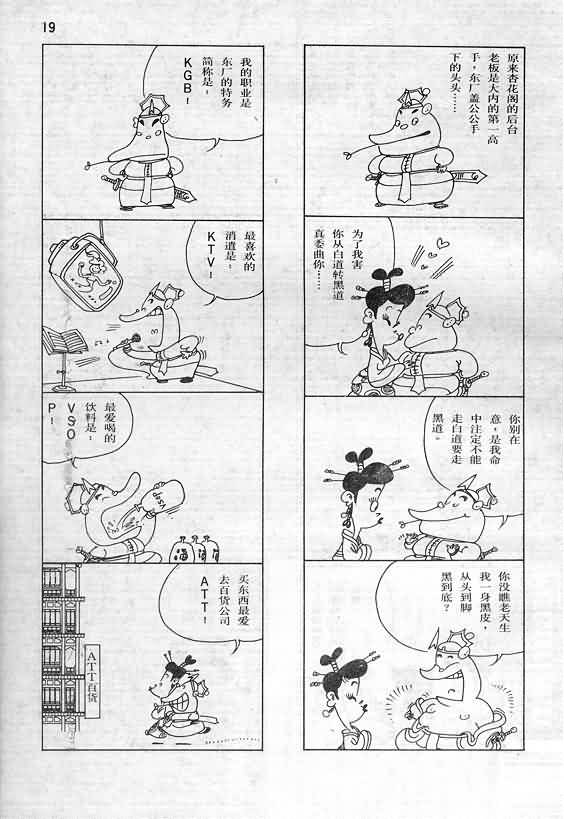 19
原来杏花阁的后台
老板是大内的第一高
手，东厂盖公公手
下的头头……
为了我害
你从白道转黑道
真委曲你……
你别在
意，是我命
中注定不能
走白道要走
黑道。
你没瞧老天生
我一身黑皮，
从头到脚
黑到底？
我的职业是
东厂的特务
简称是：
KGB！
最喜欢的
消遣是：
KTV！
最爱喝的
饮料是：
VSO
P！
VSOP
买东西最爱
去百货公司
ATT！
ATT百货